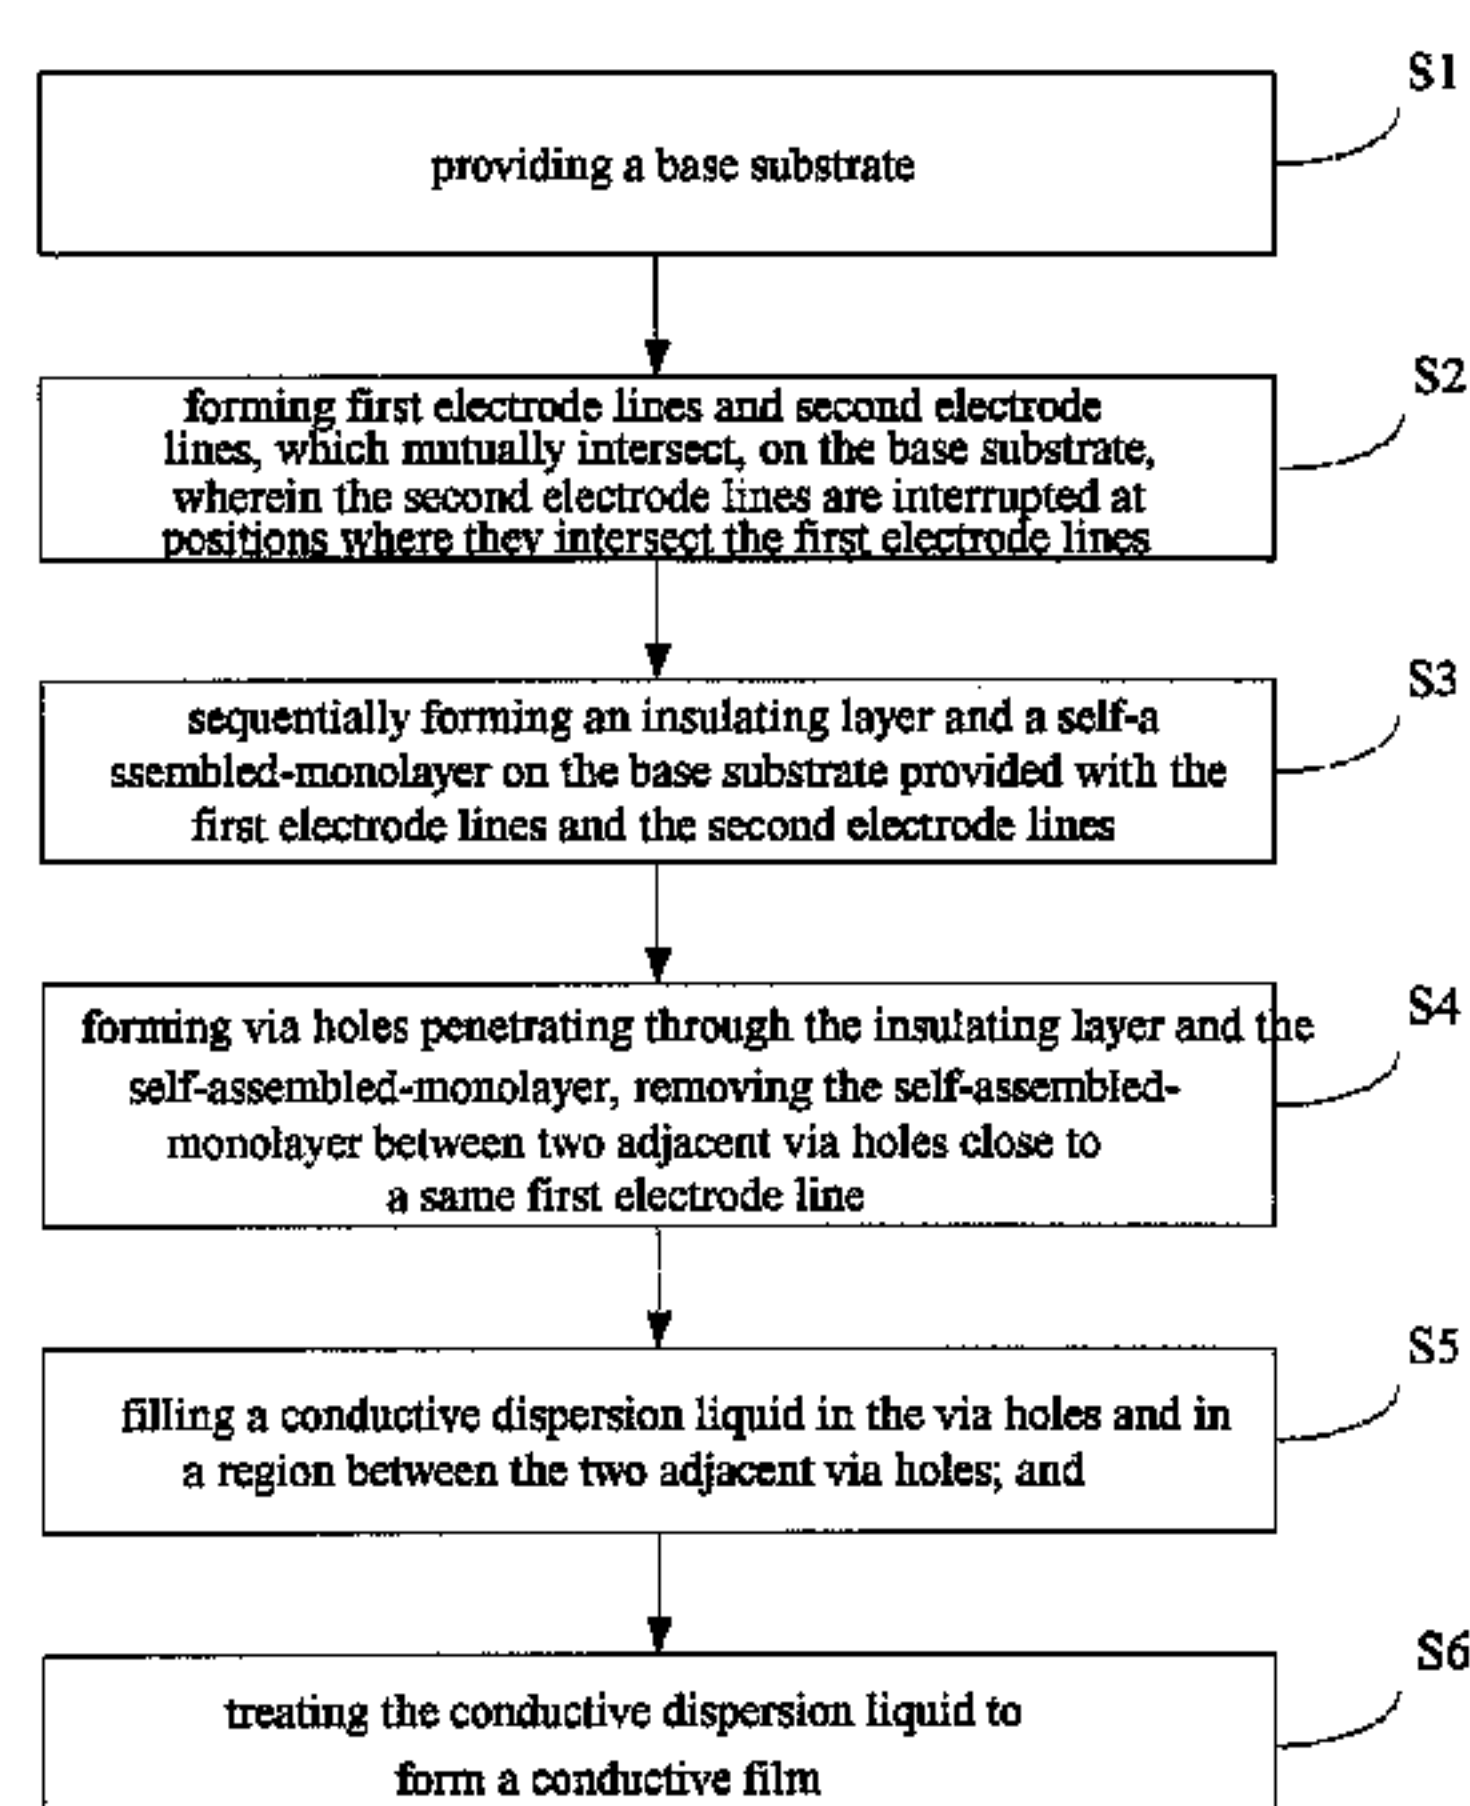 S1
providing a base substrate
S2
forming first electrode lines and second electrode
lines, which mutually intersect, on the base substrate,
wherein the second electrode lines are interrupted at
positions where they intersect the first electrode lines
S3
sequentially forming an insulating layer and a self-a
ssembled-monolayer on the base substrate provided with the
first electrode lines and the second electrode lines
S4
forming via holes penetrating through the insulating layer and the
self-assembled-monolayer, removing the self-assembled-
monolayer between two adjacent via holes close to
a same first electrode line
S5
filling a conductive dispersion liquid in the via holes and in
a region between the two adjacent via holes; and
S6
treating the conductive dispersion liquid to
form a conductive film